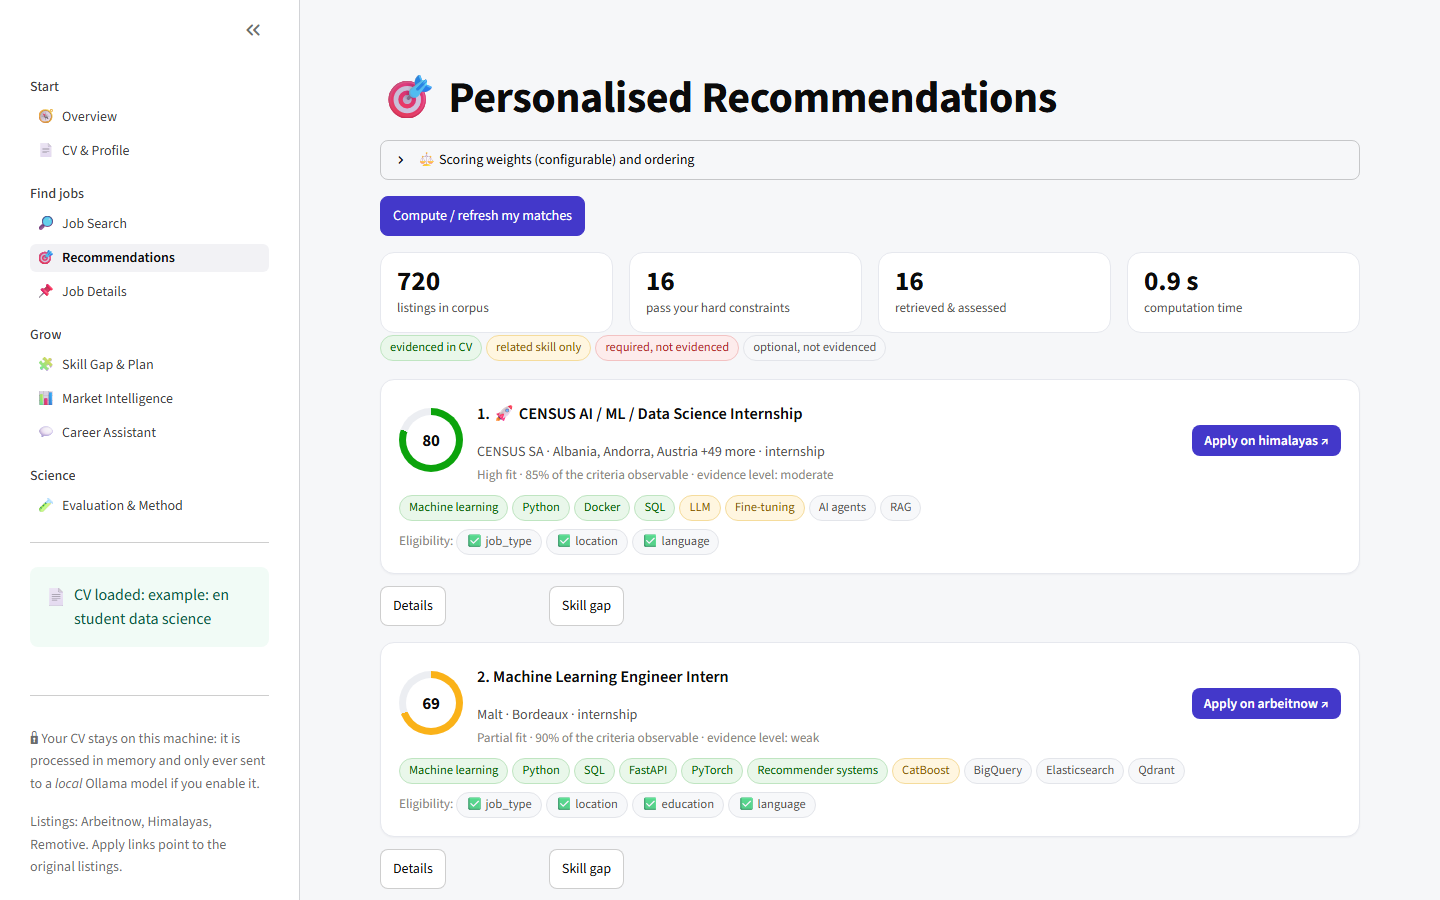 Start
Overview
CV & Profile
Find jobs
Job Search
Recommendations
Job Details
Grow
Skill Gap & Plan
Market Intelligence
Career Assistant
Science
Evaluation & Method
CV loaded: example: en
student data science
Your CV stays on this machine: it is
processed in memory and only ever sent
to a local Ollama model if you enable it.
Listings: Arbeitnow, Himalayas,
Remotive. Apply links point to the
original listings.
Personalised Recommendations
Scoring weights (configurable) and ordering
Compute / refresh my matches
720
listings in corpus
16
pass your hard constraints
16
retrieved & assessed
0.9 s
computation time
evidenced in CV related skill only required, not evidenced optional, not evidenced
80
1. 🚀 CENSUS AI / ML / Data Science Internship
CENSUS SA · Albania, Andorra, Austria +49 more · internship
High fit · 85% of the criteria observable · evidence level: moderate
Apply on himalayas ↗
Machine learning Python Docker SQL LLM Fine-tuning AI agents RAG
Eligibility: ✅ job_type ✅ location ✅ language
Details Skill gap
69
2. Machine Learning Engineer Intern
Malt · Bordeaux · internship
Partial fit · 90% of the criteria observable · evidence level: weak
Apply on arbeitnow ↗
Machine learning Python SQL FastAPI PyTorch Recommender systems CatBoost BigQuery Elasticsearch Qdrant
Eligibility: ✅ job_type ✅ location ✅ education ✅ language
Details Skill gap